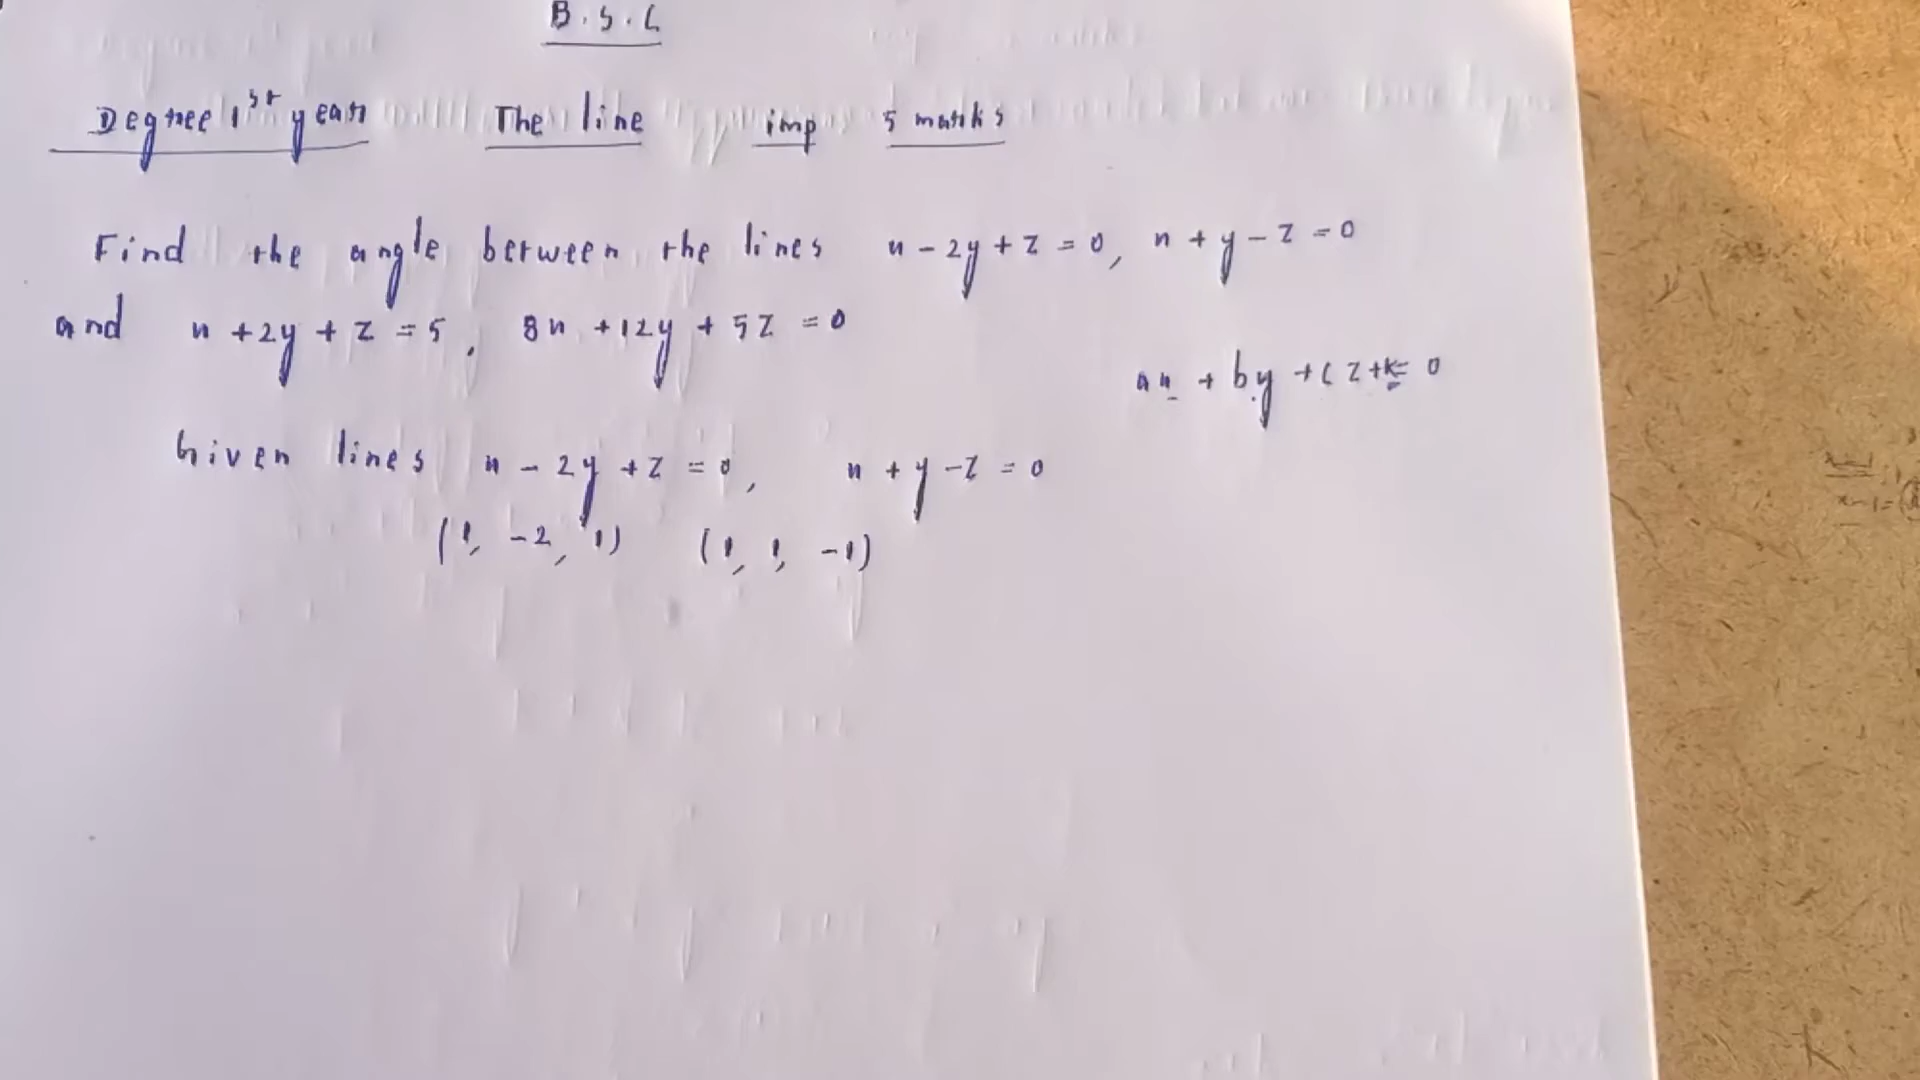 B.S.C
Degree 1st year The line imp 5 marks
Find the angle between the lines x - 2y + z = 0, x + y - z = 0
and x + 2y + z = 5, 8x + 12y + 5z = 0
ax + by + cz + k = 0
Given lines x - 2y + z = 0, x + y - z = 0
(1, -2, 1) (1, 1, -1)